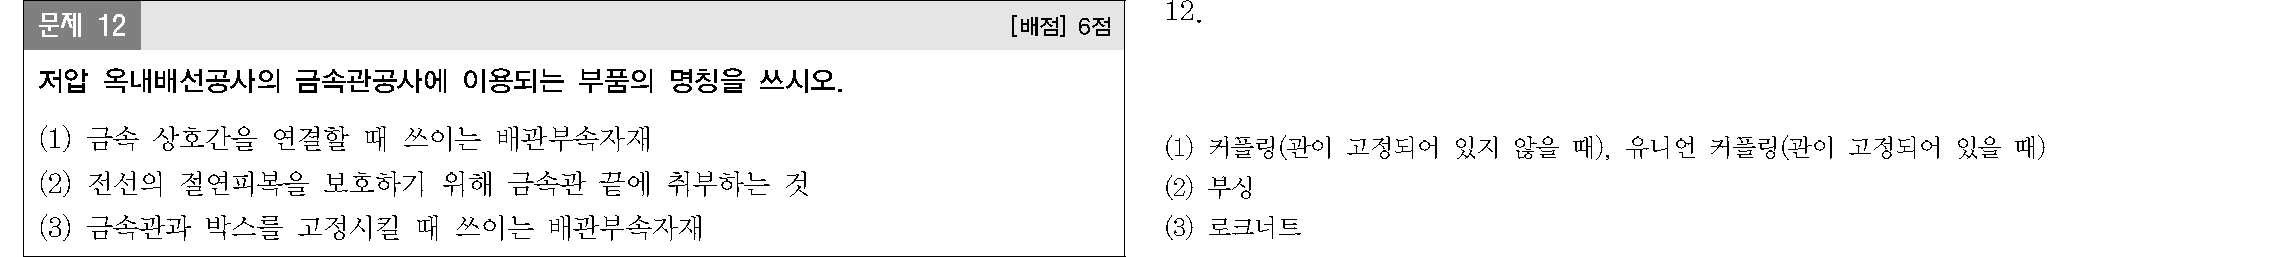 문제 12
[배점] 6점
저압 옥내배선공사의 금속관공사에 이용되는 부품의 명칭을 쓰시오.
(1) 금속 상호간을 연결할 때 쓰이는 배관부속자재
(2) 전선의 절연피복을 보호하기 위해 금속관 끝에 취부하는 것
(3) 금속관과 박스를 고정시킬 때 쓰이는 배관부속자재
12.
(1) 커플링(관이 고정되어 있지 않을 때), 유니언 커플링(관이 고정되어 있을 때)
(2) 부싱
(3) 로크너트